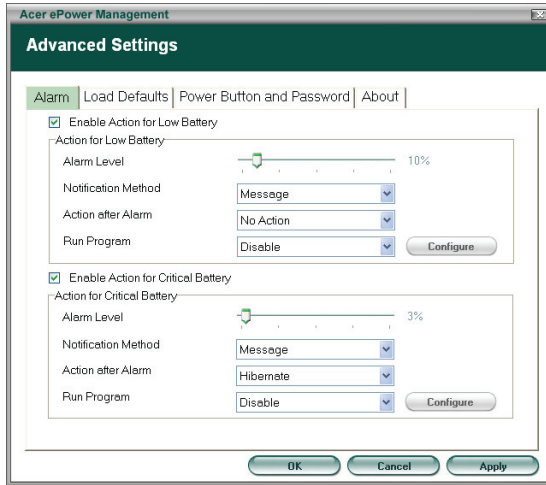 Acer ePower Management
Advanced Settings
Alarm Load Defaults Power Button and Password About
Enable Action for Low Battery
Action for Low Battery
Alarm Level 10%
Notification Method Message
Action after Alarm No Action
Run Program Disable Configure
Enable Action for Critical Battery
Action for Critical Battery
Alarm Level 3%
Notification Method Message
Action after Alarm Hibernate
Run Program Disable Configure
OK Cancel Apply